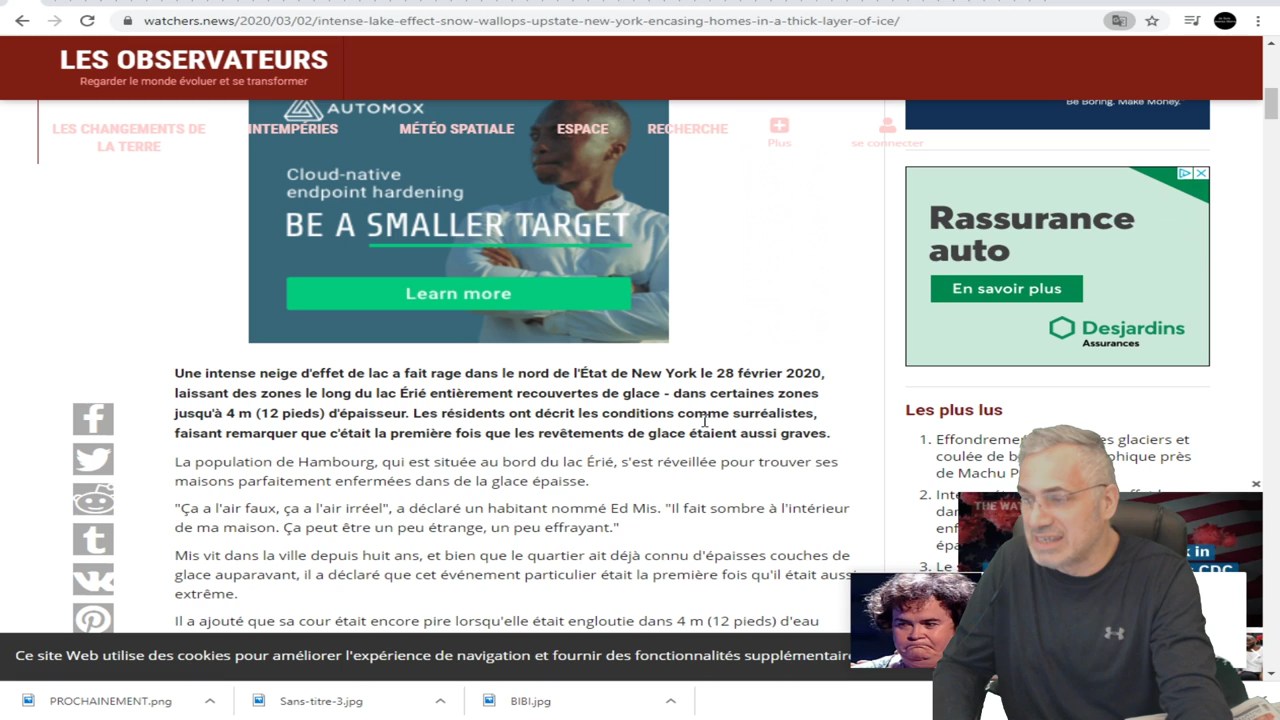 watchers.news/2020/03/02/intense-lake-effect-snow-wallops-upstate-new-york-encasing-homes-in-a-thick-layer-of-ice/
LES OBSERVATEURS
Regarder le monde évoluer et se transformer
LES CHANGEMENTS DE
LA TERRE
INTEMPÉRIES
MÉTÉO SPATIALE
ESPACE
RECHERCHE
Plus
se connecter
AUTOMOX
Cloud-native
endpoint hardening
BE A SMALLER TARGET
Learn more
Be Boring. Make Money.
Rassurance
auto
En savoir plus
Desjardins
Assurances
Une intense neige d'effet de lac a fait rage dans le nord de l'État de New York le 28 février 2020,
laissant des zones le long du lac Érié entièrement recouvertes de glace - dans certaines zones
jusqu'à 4 m (12 pieds) d'épaisseur. Les résidents ont décrit les conditions comme surréalistes,
faisant remarquer que c'était la première fois que les revêtements de glace étaient aussi graves.
La population de Hambourg, qui est située au bord du lac Érié, s'est réveillée pour trouver ses
maisons parfaitement enfermées dans de la glace épaisse.
"Ça a l'air faux, ça a l'air irréel", a déclaré un habitant nommé Ed Mis. "Il fait sombre à l'intérieur
de ma maison. Ça peut être un peu étrange, un peu effrayant."
Mis vit dans la ville depuis huit ans, et bien que le quartier ait déjà connu d'épaisses couches de
glace auparavant, il a déclaré que cet événement particulier était la première fois qu'il était auss
extrême.
Il a ajouté que sa cour était encore pire lorsqu'elle était engloutie dans 4 m (12 pieds) d'eau
Les plus lus
1. Effondreme es glaciers et
coulée de b phique près
de Machu P
2. Int
da
en
épa
3. Le s
THE WA
k in
CDC
Ce site Web utilise des cookies pour améliorer l'expérience de navigation et fournir des fonctionnalités supplémentaire
PROCHAINEMENT.png
Sans-titre-3.jpg
BIBI.jpg